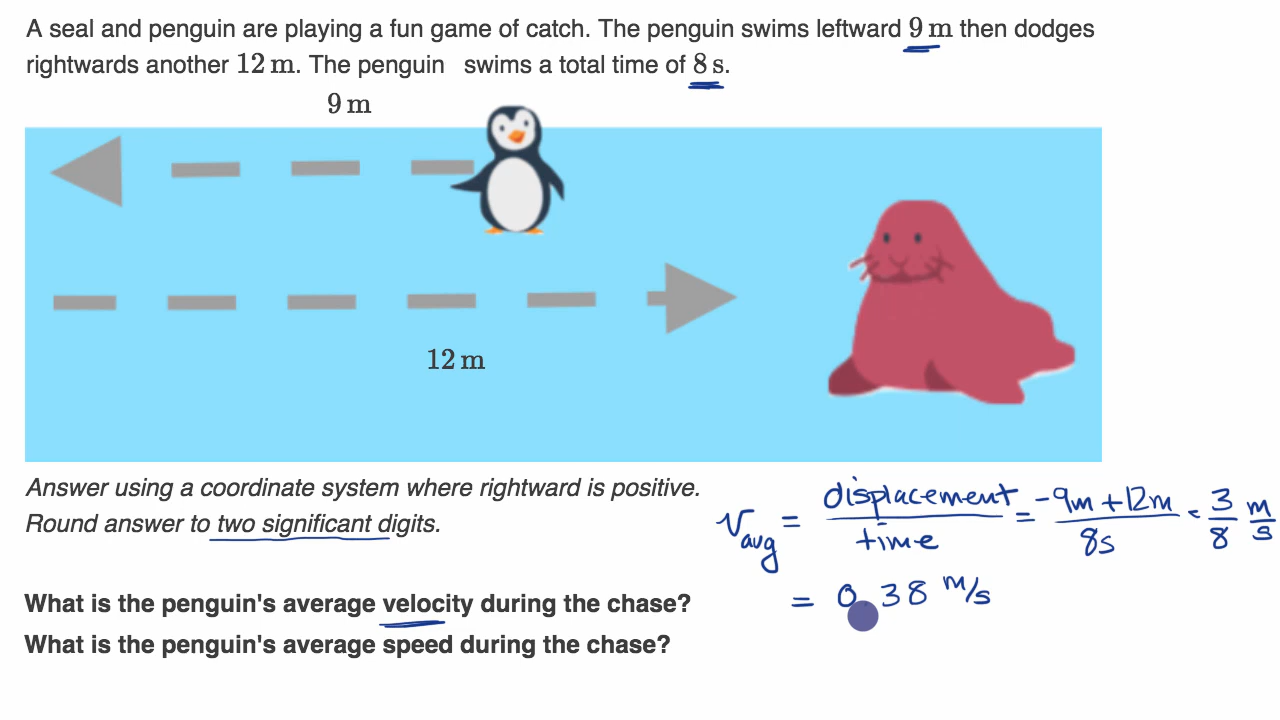 A seal and penguin are playing a fun game of catch. The penguin swims leftward 9 m then dodges
rightwards another 12 m. The penguin swims a total time of 8 s.
9 m
12 m
Answer using a coordinate system where rightward is positive.
Round answer to two significant digits.
v avg = displacement / time = -9m + 12m / 8s = 3/8 m/s
= 0.38 m/s
What is the penguin's average velocity during the chase?
What is the penguin's average speed during the chase?